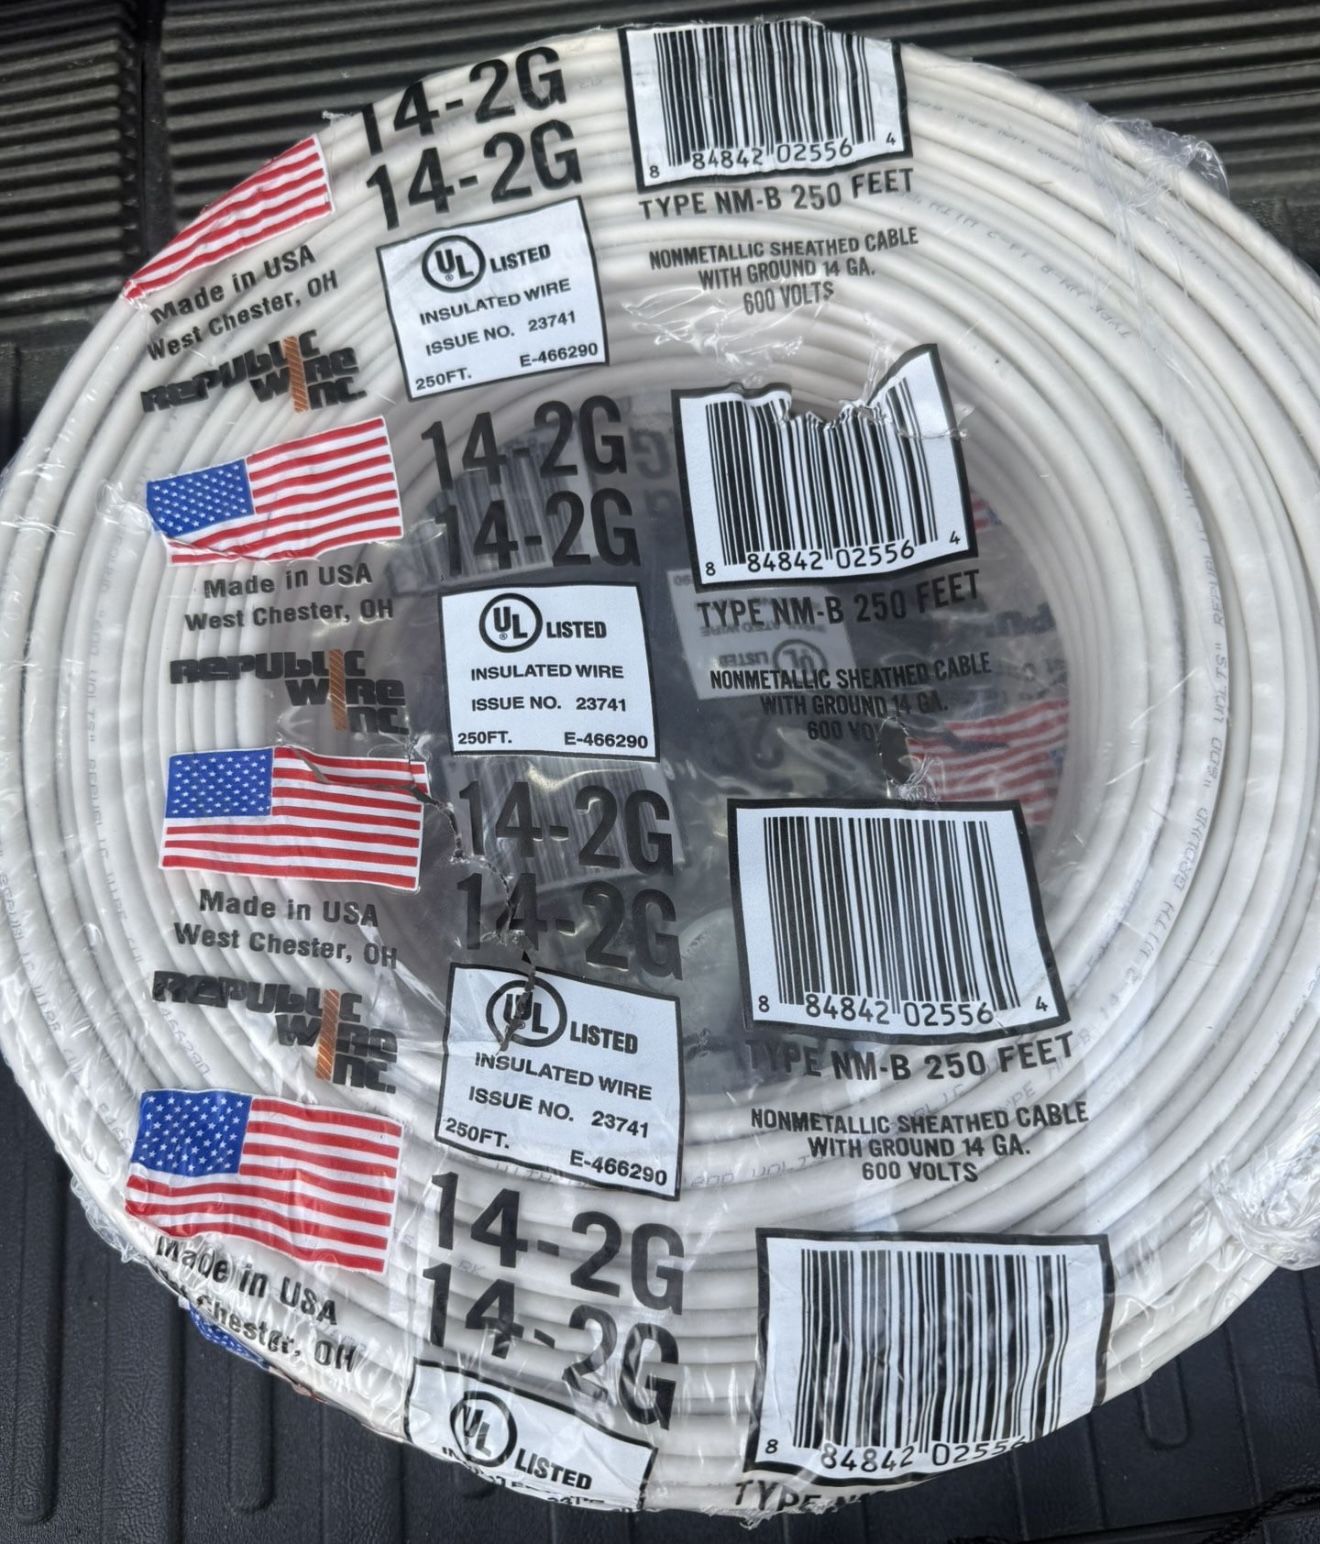 14-2G
14-2G
8 84842 02556 4
TYPE NM-B 250 FEET
NONMETALLIC SHEATHED CABLE
WITH GROUND 14 GA.
600 VOLTS
Made in USA
West Chester, OH
REPUBLIC
WIRE
INC.
UL LISTED
INSULATED WIRE
ISSUE NO. 23741
250FT. E-466290
14-2G
14-2G
8 84842 02556 4
TYPE NM-B 250 FEET
NONMETALLIC SHEATHED CABLE
WITH GROUND 14 GA.
600 VO
Made in USA
West Chester, OH
REPUBLIC
WIRE
INC.
UL LISTED
INSULATED WIRE
ISSUE NO. 23741
250FT. E-466290
14-2G
14-2G
8 84842 02556 4
TYPE NM-B 250 FEET
NONMETALLIC SHEATHED CABLE
WITH GROUND 14 GA.
600 VOLTS
Made in USA
West Chester, OH
REPUBLIC
WIRE
INC.
UL LISTED
INSULATED WIRE
ISSUE NO. 23741
250FT. E-466290
14-2G
14-2G
8 84842 02556
TYPE
Made in USA
Chester, OH
UL LISTED